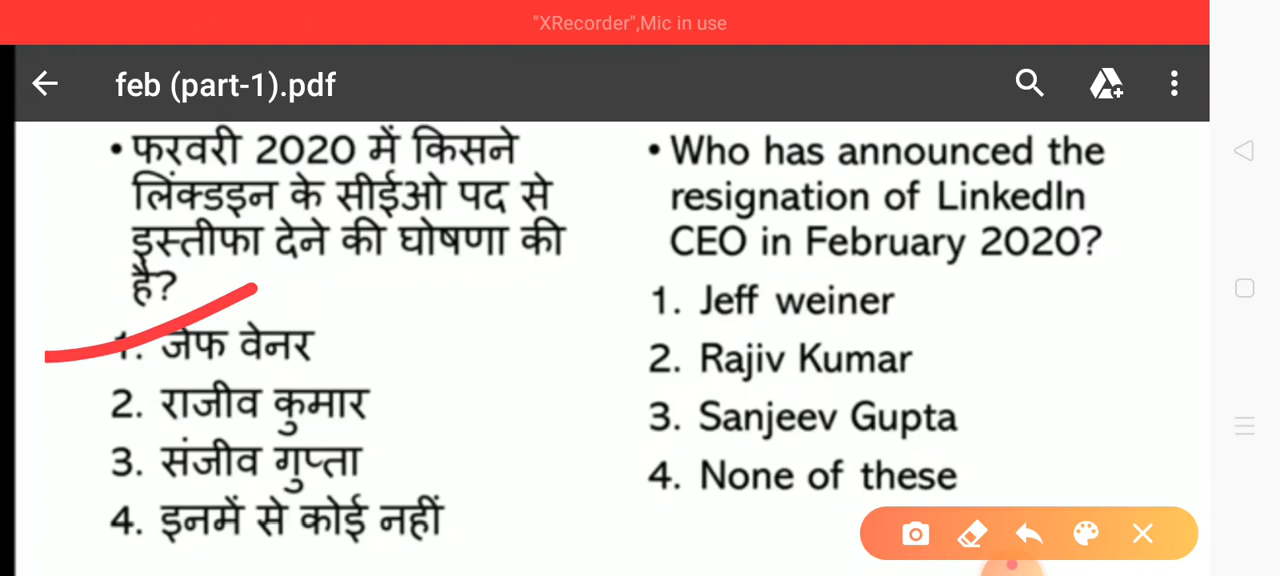 "XRecorder",Mic in use
feb (part-1).pdf
• फरवरी 2020 में किसने
लिंक्डइन के सीईओ पद से
इस्तीफा देने की घोषणा की
है?
1. जेफ वेनर
2. राजीव कुमार
3. संजीव गुप्ता
4. इनमें से कोई नहीं
• Who has announced the
resignation of LinkedIn
CEO in February 2020?
1. Jeff weiner
2. Rajiv Kumar
3. Sanjeev Gupta
4. None of these